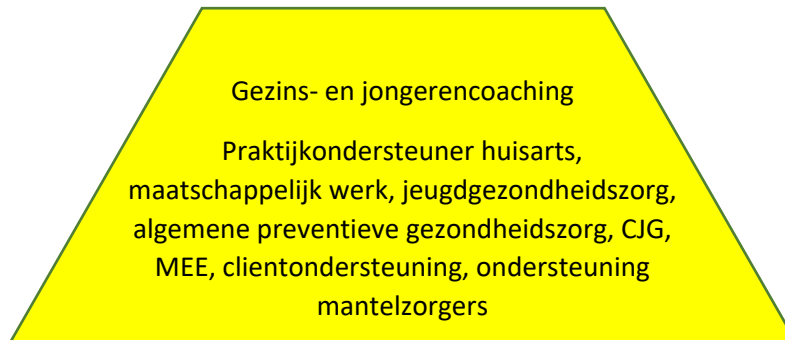 Gezins- en jongerencoaching
Praktijkondersteuner huisarts,
maatschappelijk werk, jeugdgezondheidszorg,
algemene preventieve gezondheidszorg, CJG,
MEE, clientondersteuning, ondersteuning
mantelzorgers